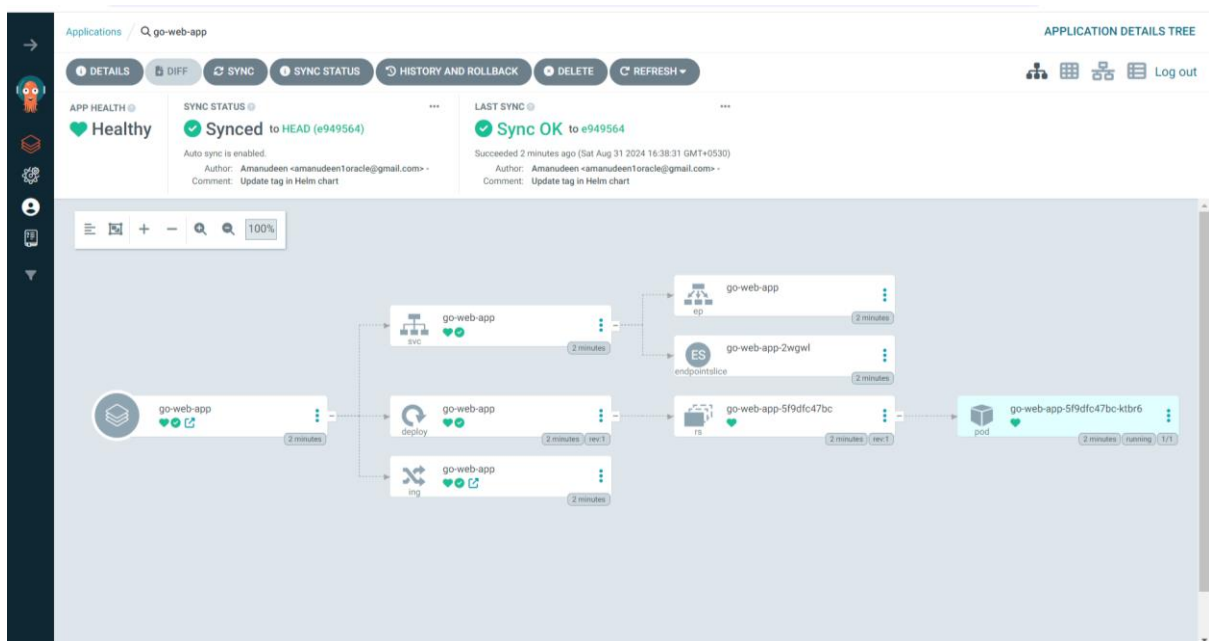 Applications / go-web-app
APPLICATION DETAILS TREE
DETAILS DIFF SYNC SYNC STATUS HISTORY AND ROLLBACK DELETE REFRESH
Log out
APP HEALTH
Healthy
SYNC STATUS
Synced to HEAD (e949564)
Auto sync is enabled.
Author: Amanudeen <amanudeen1oracle@gmail.com> -
Comment: Update tag in Helm chart
LAST SYNC
Sync OK to e949564
Succeeded 2 minutes ago (Sat Aug 31 2024 16:38:31 GMT+0530)
Author: Amanudeen <amanudeen1oracle@gmail.com> -
Comment: Update tag in Helm chart
100%
go-web-app
2 minutes
svc
go-web-app
2 minutes
deploy
go-web-app
2 minutes rev:1
ing
go-web-app
2 minutes
ep
go-web-app
2 minutes
ES
endpointslice
go-web-app-2wgwl
2 minutes
rs
go-web-app-5f9dfc47bc
2 minutes rev:1
pod
go-web-app-5f9dfc47bc-ktbr6
2 minutes running 1/1